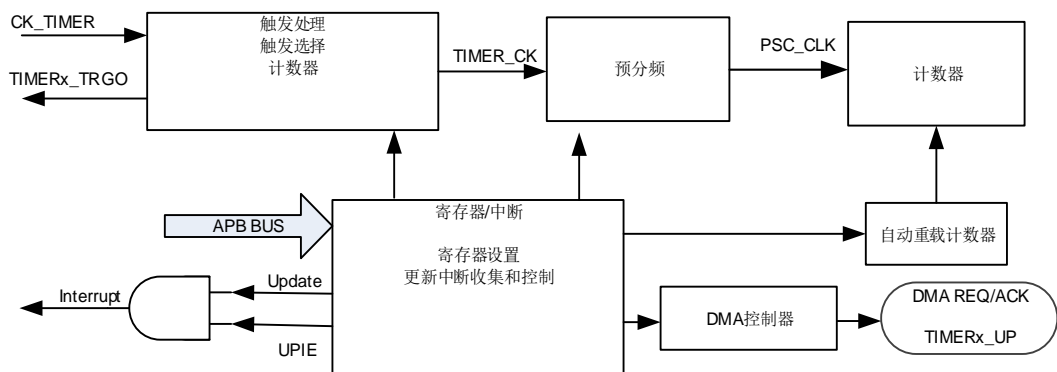 CK_TIMER
TIMERx_TRGO
触发处理
触发选择
计数器
TIMER_CK
预分频
PSC_CLK
计数器
APB BUS
寄存器/中断
寄存器设置
更新中断收集和控制
自动重载计数器
Interrupt
Update
UPIE
DMA控制器
DMA REQ/ACK
TIMERx_UP